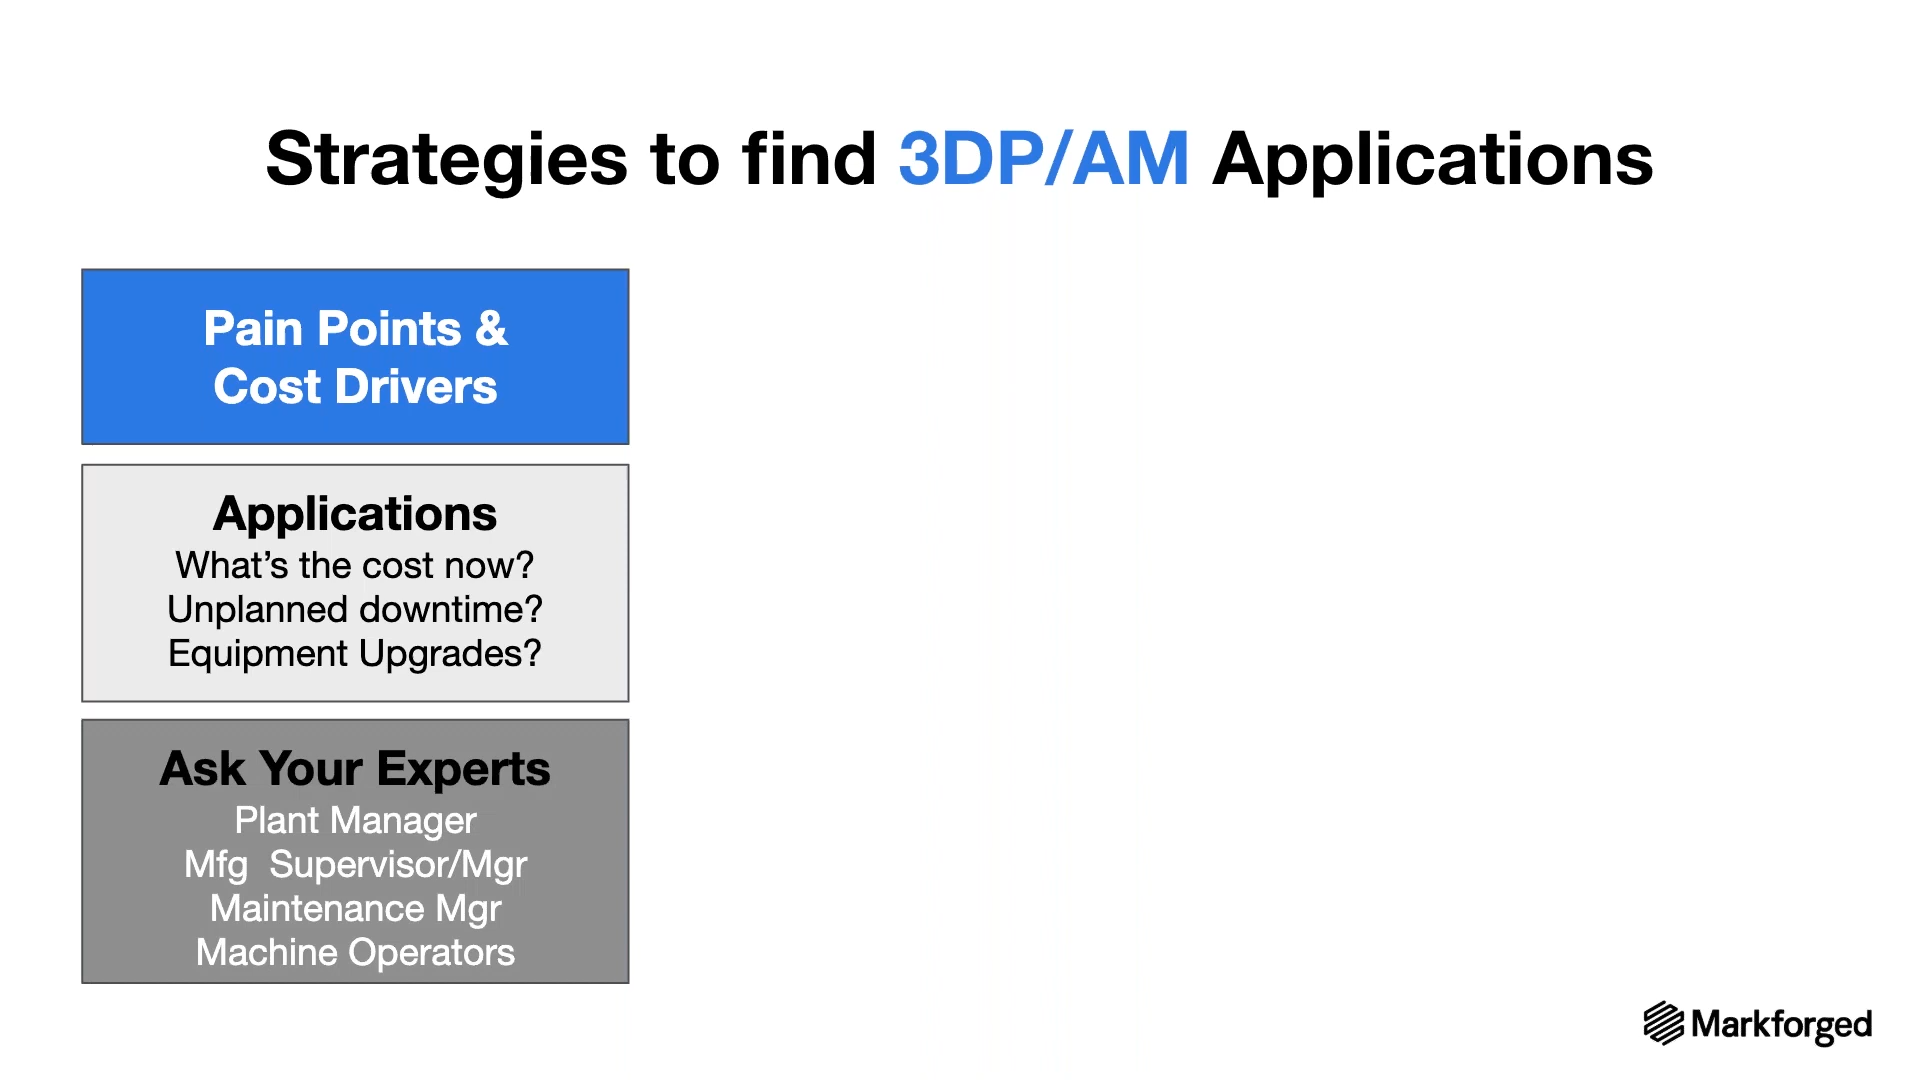 Strategies to find 3DP/AM Applications
Pain Points &
Cost Drivers
Applications
What’s the cost now?
Unplanned downtime?
Equipment Upgrades?
Ask Your Experts
Plant Manager
Mfg  Supervisor/Mgr
Maintenance Mgr
Machine Operators
Markforged